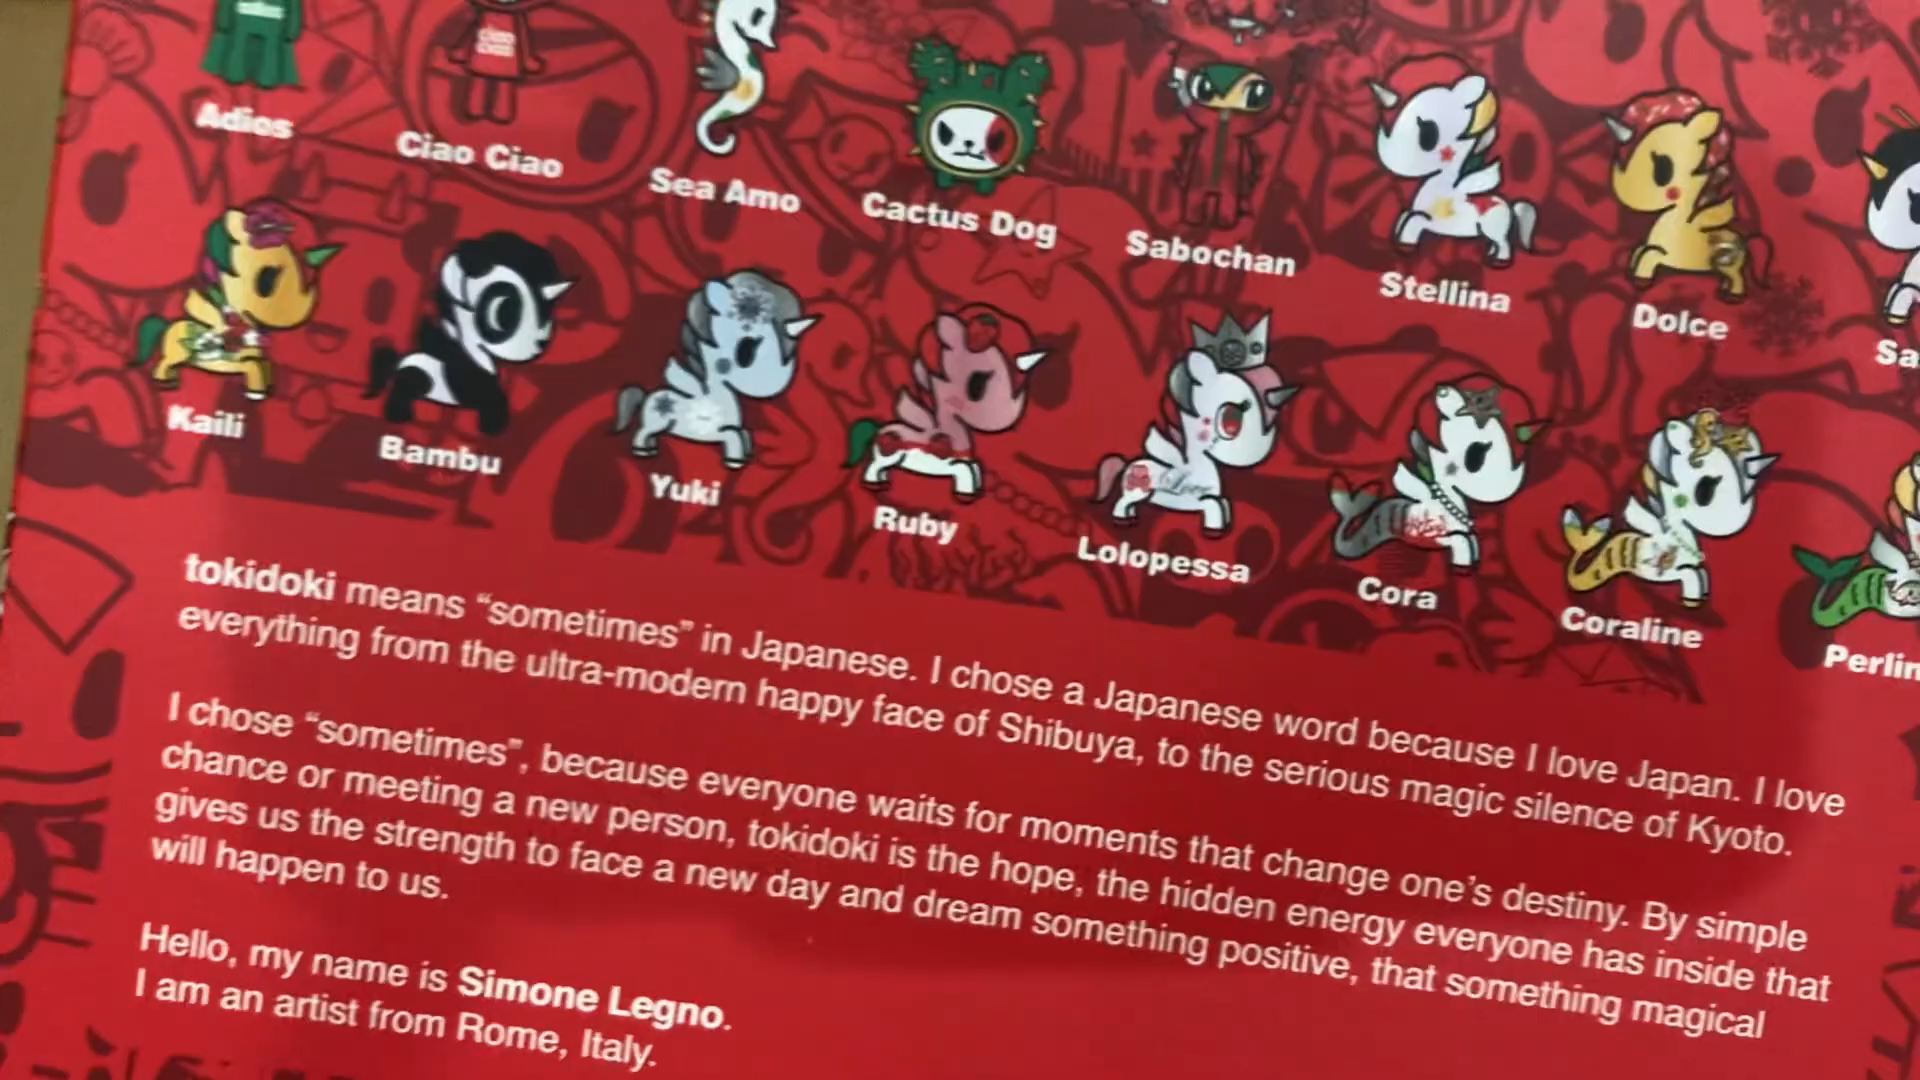 Adios
Ciao Ciao
Sea Amo
Cactus Dog
Sabochan
Stellina
Dolce
Sa
Kaili
Bambu
Yuki
Ruby
Lolopessa
Cora
Coraline
Perlin
tokidoki means “sometimes” in Japanese. I chose a Japanese word because I love Japan. I love
everything from the ultra-modern happy face of Shibuya, to the serious magic silence of Kyoto.
I chose “sometimes”, because everyone waits for moments that change one’s destiny. By simple
chance or meeting a new person, tokidoki is the hope, the hidden energy everyone has inside that
gives us the strength to face a new day and dream something positive, that something magical
will happen to us.
Hello, my name is Simone Legno.
I am an artist from Rome, Italy.